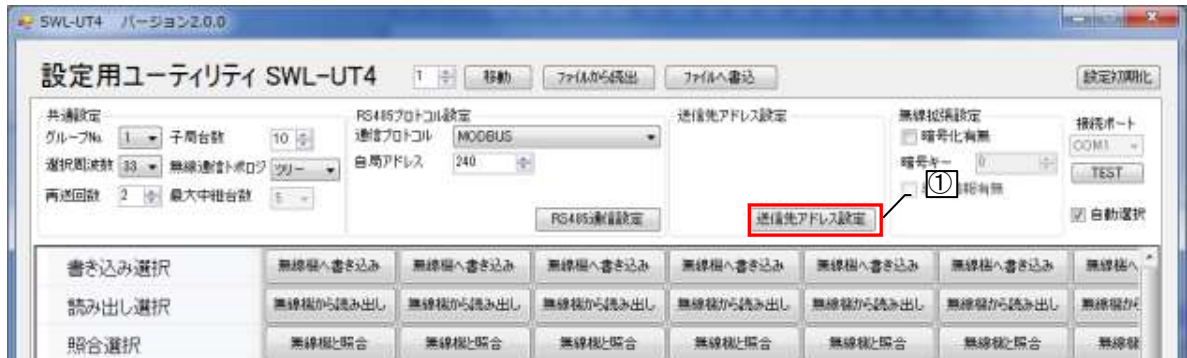 SWL-UT4 バージョン2.0.0
設定用ユーティリティ SWL-UT4 1 移動 ファイルから読出 ファイルへ書込 設定初期化
共通設定 RS485プロトコル設定 送信先アドレス設定 無線拡張設定 接続ポート
グループNo. 1 子局台数 10 通信プロトコル MODBUS 暗号化有無 COM1
選択周波数 33 無線通信トポロジ ツリー 自局アドレス 240 暗号キー 0 TEST
再送回数 2 最大中継台数 5 ① 有無
RS485通信設定 送信先アドレス設定 自動選択
書き込み選択 無線機へ書き込み 無線機へ書き込み 無線機へ書き込み 無線機へ書き込み 無線機へ書き込み 無線機へ書き込み 無線機へ
読み出し選択 無線機から読み出し 無線機から読み出し 無線機から読み出し 無線機から読み出し 無線機から読み出し 無線機から読み出し 無線機か
照合選択 無線機と照合 無線機と照合 無線機と照合 無線機と照合 無線機と照合 無線機と照合 無線機